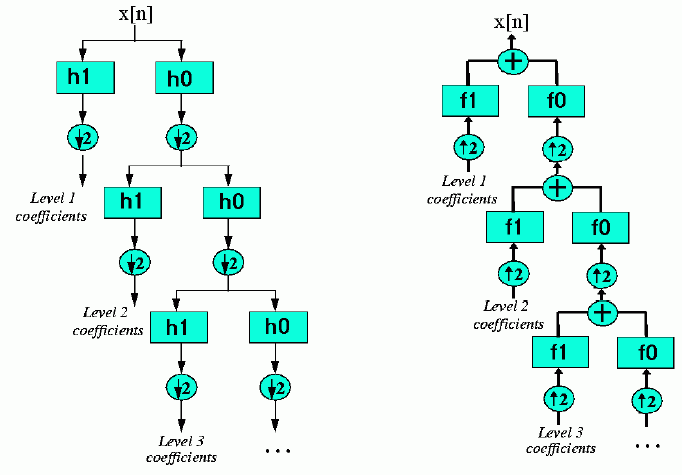 x[n]
h1
h0
↓2
↓2
Level 1
coefficients
h1
h0
↓2
↓2
Level 2
coefficients
h1
h0
↓2
↓2
Level 3
coefficients
...
x[n]
+
f1
f0
↑2
↑2
Level 1
coefficients
+
f1
f0
↑2
↑2
Level 2
coefficients
+
f1
f0
↑2
↑2
Level 3
coefficients
...